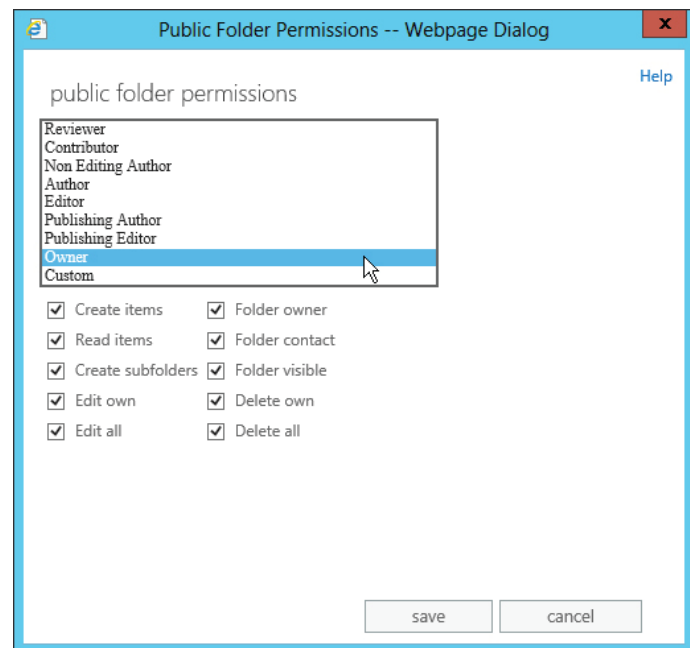 Public Folder Permissions -- Webpage Dialog
x
Help
public folder permissions
Reviewer
Contributor
Non Editing Author
Author
Editor
Publishing Author
Publishing Editor
Owner
Custom
Create items Folder owner
Read items Folder contact
Create subfolders Folder visible
Edit own Delete own
Edit all Delete all
save cancel